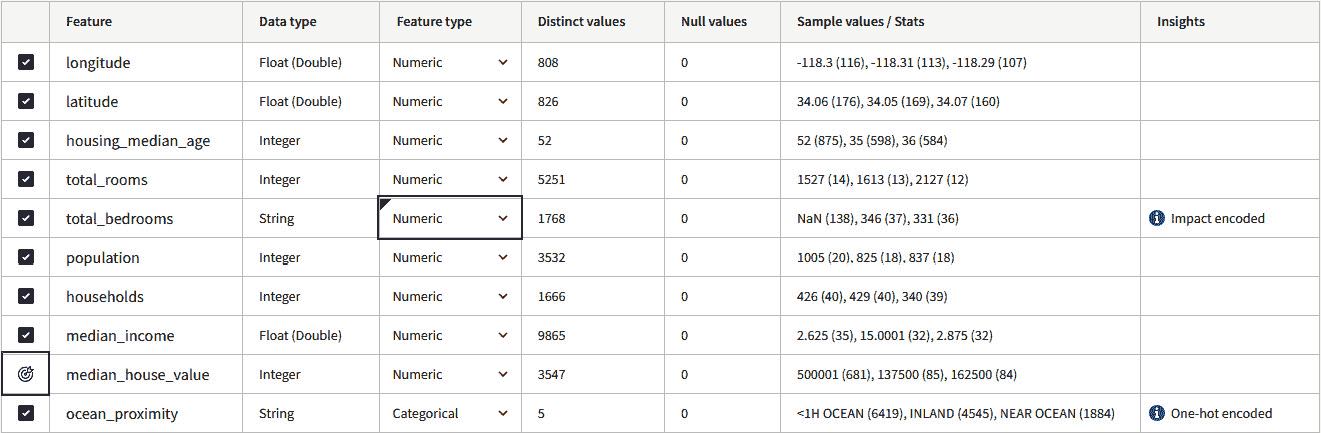 Feature Data type Feature type Distinct values Null values Sample values / Stats Insights
longitude Float (Double) Numeric 808 0 -118.3 (116), -118.31 (113), -118.29 (107)
latitude Float (Double) Numeric 826 0 34.06 (176), 34.05 (169), 34.07 (160)
housing_median_age Integer Numeric 52 0 52 (875), 35 (598), 36 (584)
total_rooms Integer Numeric 5251 0 1527 (14), 1613 (13), 2127 (12)
total_bedrooms String Numeric 1768 0 NaN (138), 346 (37), 331 (36) Impact encoded
population Integer Numeric 3532 0 1005 (20), 825 (18), 837 (18)
households Integer Numeric 1666 0 426 (40), 429 (40), 340 (39)
median_income Float (Double) Numeric 9865 0 2.625 (35), 15.0001 (32), 2.875 (32)
median_house_value Integer Numeric 3547 0 500001 (681), 137500 (85), 162500 (84)
ocean_proximity String Categorical 5 0 <1H OCEAN (6419), INLAND (4545), NEAR OCEAN (1884) One-hot encoded